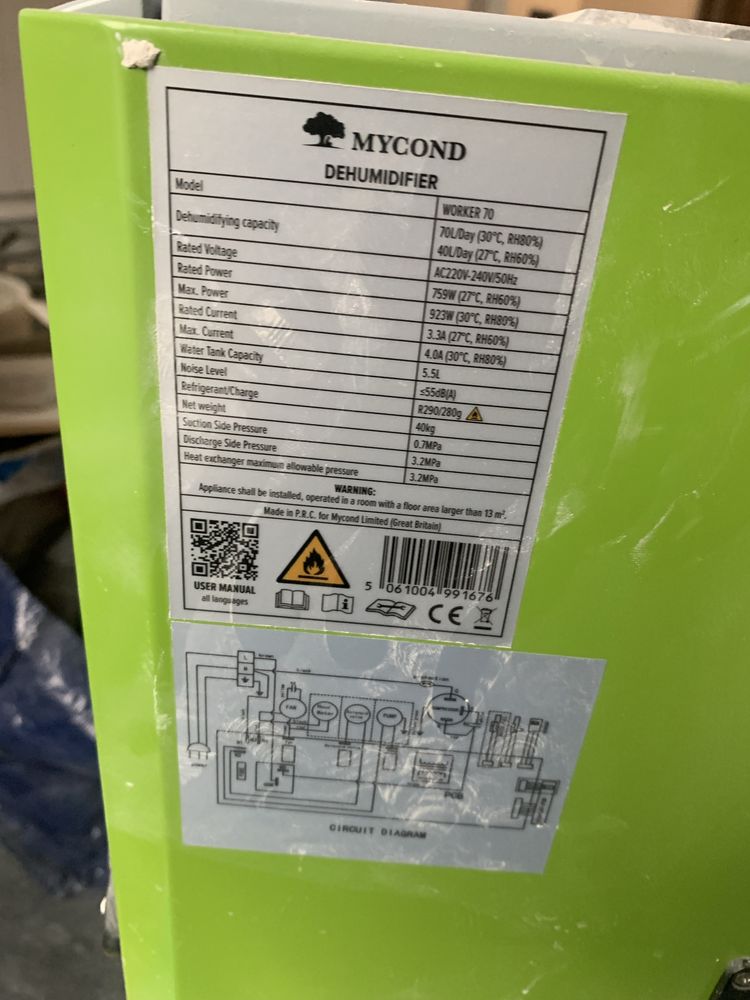 MYCOND
DEHUMIDIFIER
Model WORKER 70
Dehumidifying capacity 70L/Day (30°C, RH80%)
40L/Day (27°C, RH60%)
Rated Voltage AC220V-240V/50Hz
Rated Power 759W (27°C, RH60%)
Max. Power 923W (30°C, RH80%)
Rated Current 3.3A (27°C, RH60%)
Max. Current 4.0A (30°C, RH80%)
Water Tank Capacity 5.5L
Noise Level ≤55dB(A)
Refrigerant/Charge R290/280g
Net weight 40kg
Suction Side Pressure 0.7MPa
Discharge Side Pressure 3.2MPa
Heat exchanger maximum allowable pressure 3.2MPa
WARNING:
Appliance shall be installed, operated in a room with a floor area larger than 13 m².
Made in P.R.C. for Mycond Limited (Great Britain)
USER MANUAL
all languages
5 061004 991676
CE
L
N
FAN
PUMP
COMPRESSOR
PCB
CIRCUIT DIAGRAM